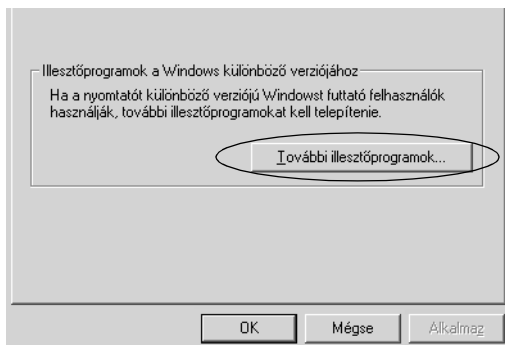 Illesztőprogramok a Windows különböző verziójához
Ha a nyomtatót különböző verziójú Windowst futtató felhasználók
használják, további illesztőprogramokat kell telepítenie.
További illesztőprogramok...
OK Mégse Alkalmaz